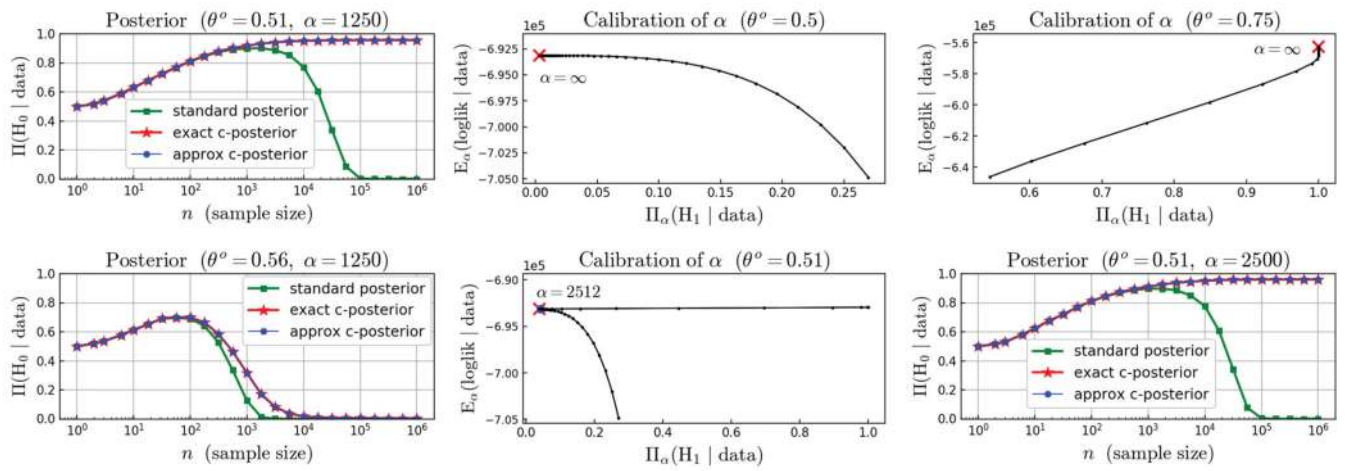 Posterior (θᵒ = 0.51, α = 1250)
Π(H₀ | data)
1.0
0.8
0.6
0.4
0.2
0.0
standard posterior
exact c-posterior
approx c-posterior
10⁰ 10¹ 10² 10³ 10⁴ 10⁵ 10⁶
n (sample size)
Calibration of α (θᵒ = 0.5)
1e5
E_α(loglik | data)
−6.925
−6.950
−6.975
−7.000
−7.025
−7.050
α = ∞
0.00 0.05 0.10 0.15 0.20 0.25
Π_α(H₁ | data)
Calibration of α (θᵒ = 0.75)
1e5
E_α(loglik | data)
−5.6
−5.8
−6.0
−6.2
−6.4
α = ∞
0.6 0.7 0.8 0.9 1.0
Π_α(H₁ | data)
Posterior (θᵒ = 0.56, α = 1250)
Π(H₀ | data)
1.0
0.8
0.6
0.4
0.2
0.0
standard posterior
exact c-posterior
approx c-posterior
10⁰ 10¹ 10² 10³ 10⁴ 10⁵ 10⁶
n (sample size)
Calibration of α (θᵒ = 0.51)
1e5
E_α(loglik | data)
−6.90
−6.95
−7.00
−7.05
α = 2512
0.2 0.4 0.6 0.8 1.0
Π_α(H₁ | data)
Posterior (θᵒ = 0.51, α = 2500)
Π(H₀ | data)
1.0
0.8
0.6
0.4
0.2
0.0
standard posterior
exact c-posterior
approx c-posterior
10⁰ 10¹ 10² 10³ 10⁴ 10⁵ 10⁶
n (sample size)